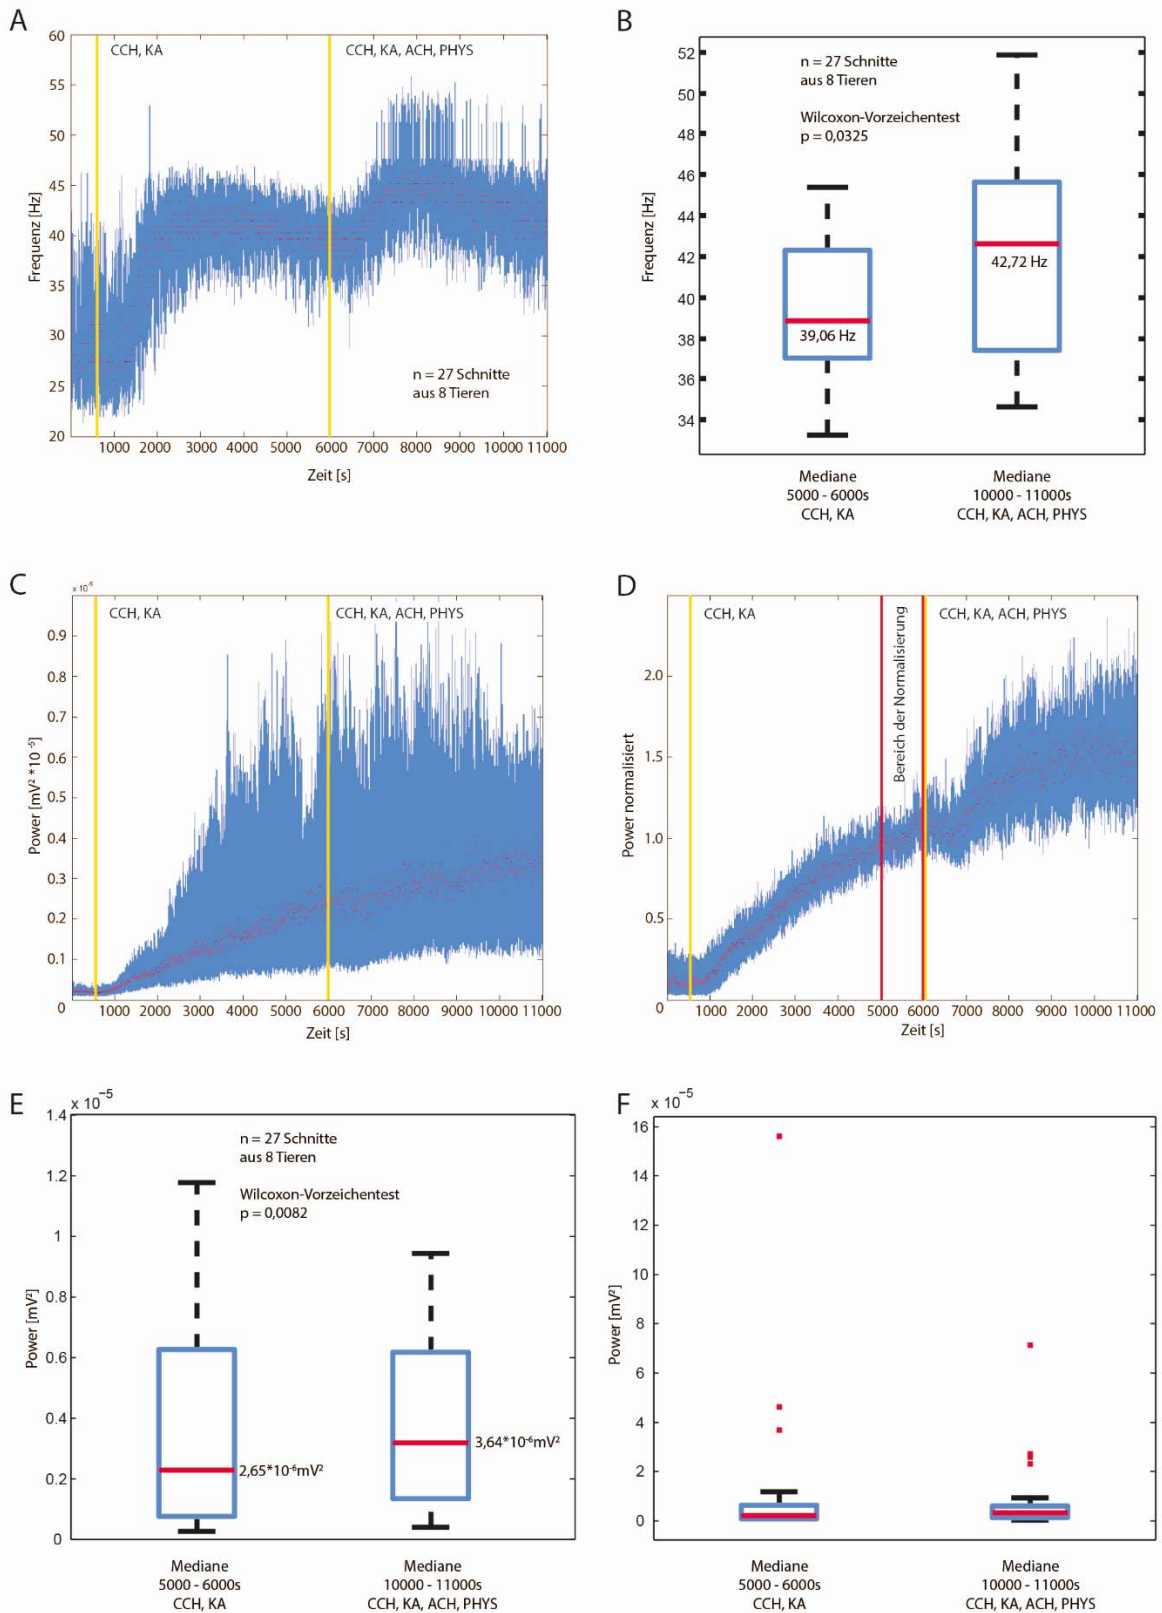 A
60
55
50
45
40
35
30
25
20
Frequenz [Hz]
CCH, KA
CCH, KA, ACH, PHYS
n = 27 Schnitte
aus 8 Tieren
1000 2000 3000 4000 5000 6000 7000 8000 9000 10000 11000
Zeit [s]
B
52
50
48
46
44
42
40
38
36
34
Frequenz [Hz]
n = 27 Schnitte
aus 8 Tieren
Wilcoxon-Vorzeichentest
p = 0,0325
39,06 Hz
42,72 Hz
Mediane
5000 - 6000s
CCH, KA
Mediane
10000 - 11000s
CCH, KA, ACH, PHYS
C
x 10⁻⁵
0.9
0.8
0.7
0.6
0.5
0.4
0.3
0.2
0.1
0
Power [mV² *10 ⁻⁵]
CCH, KA
CCH, KA, ACH, PHYS
1000 2000 3000 4000 5000 6000 7000 8000 9000 10000 11000
Zeit [s]
D
2.0
1.5
1.0
0.5
0
Power normalisiert
CCH, KA
Bereich der Normalisierung
CCH, KA, ACH, PHYS
1000 2000 3000 4000 5000 6000 7000 8000 9000 10000 11000
Zeit [s]
E
x 10⁻⁵
1.4
1.2
1
0.8
0.6
0.4
0.2
0
Power [mV²]
n = 27 Schnitte
aus 8 Tieren
Wilcoxon-Vorzeichentest
p = 0,0082
2,65*10⁻⁶mV²
3,64*10⁻⁶mV²
Mediane
5000 - 6000s
CCH, KA
Mediane
10000 - 11000s
CCH, KA, ACH, PHYS
F
x 10⁻⁵
16
14
12
10
8
6
4
2
0
Power [mV²]
Mediane
5000 - 6000s
CCH, KA
Mediane
10000 - 11000s
CCH, KA, ACH, PHYS